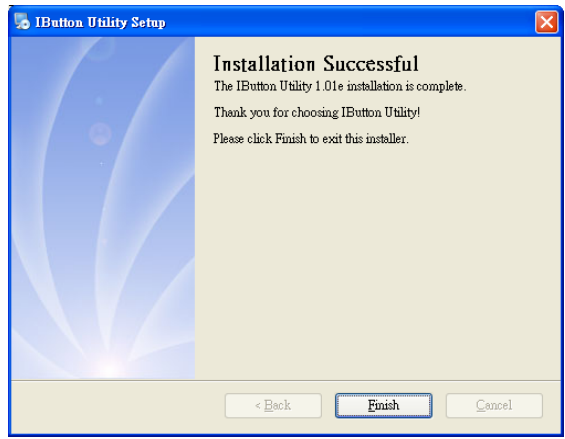 IButton Utility Setup
Installation Successful
The IButton Utility 1.01e installation is complete.
Thank you for choosing IButton Utility!
Please click Finish to exit this installer.
< Back
Finish
Cancel